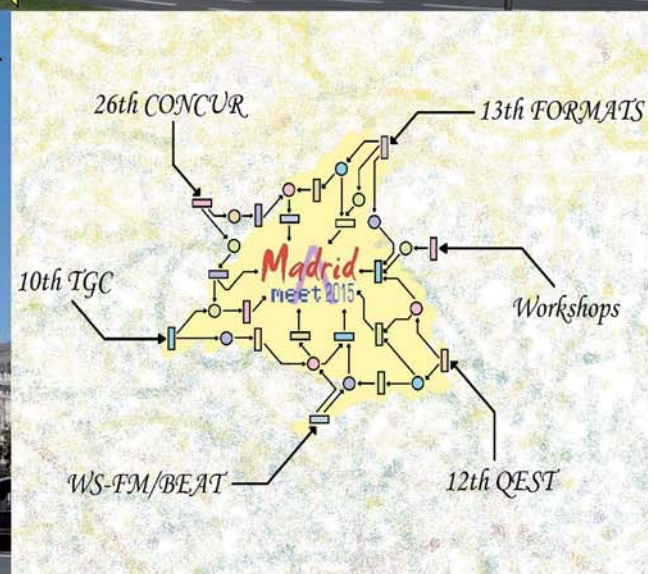 26th CONCUR
13th FORMATS
Madrid
meet 2015
10th TGC
Workshops
WS-FM/BEAT
12th QEST